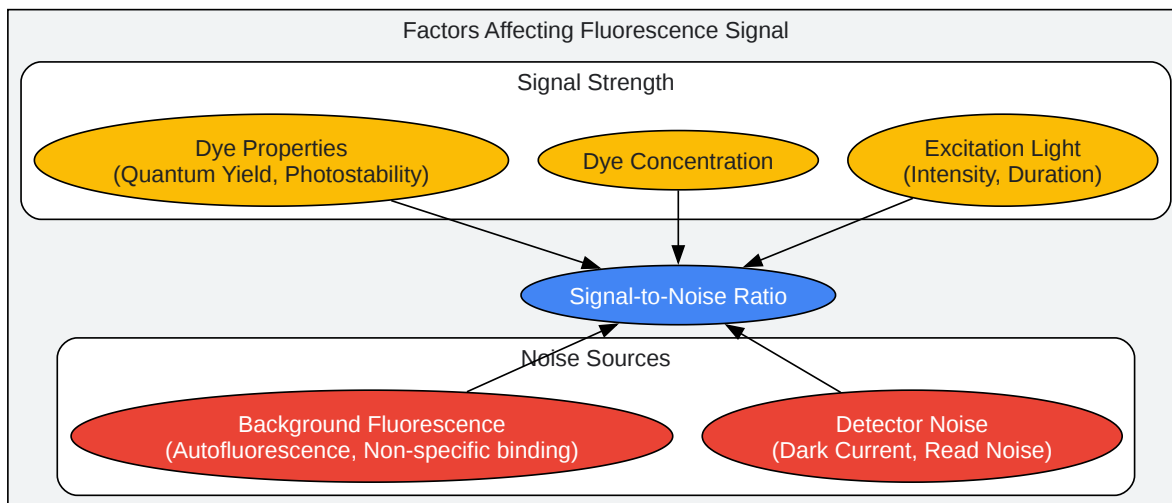 Factors Affecting Fluorescence Signal
Signal Strength
Dye Properties
(Quantum Yield, Photostability)
Dye Concentration
Excitation Light
(Intensity, Duration)
Signal-to-Noise Ratio
Noise Sources
Background Fluorescence
(Autofluorescence, Non-specific binding)
Detector Noise
(Dark Current, Read Noise)